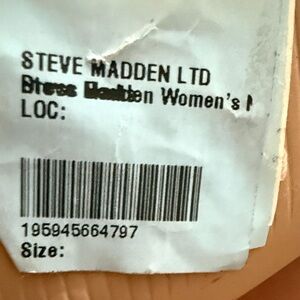 STEVE MADDEN LTD
Women's
LOC:
195945664797
Size: